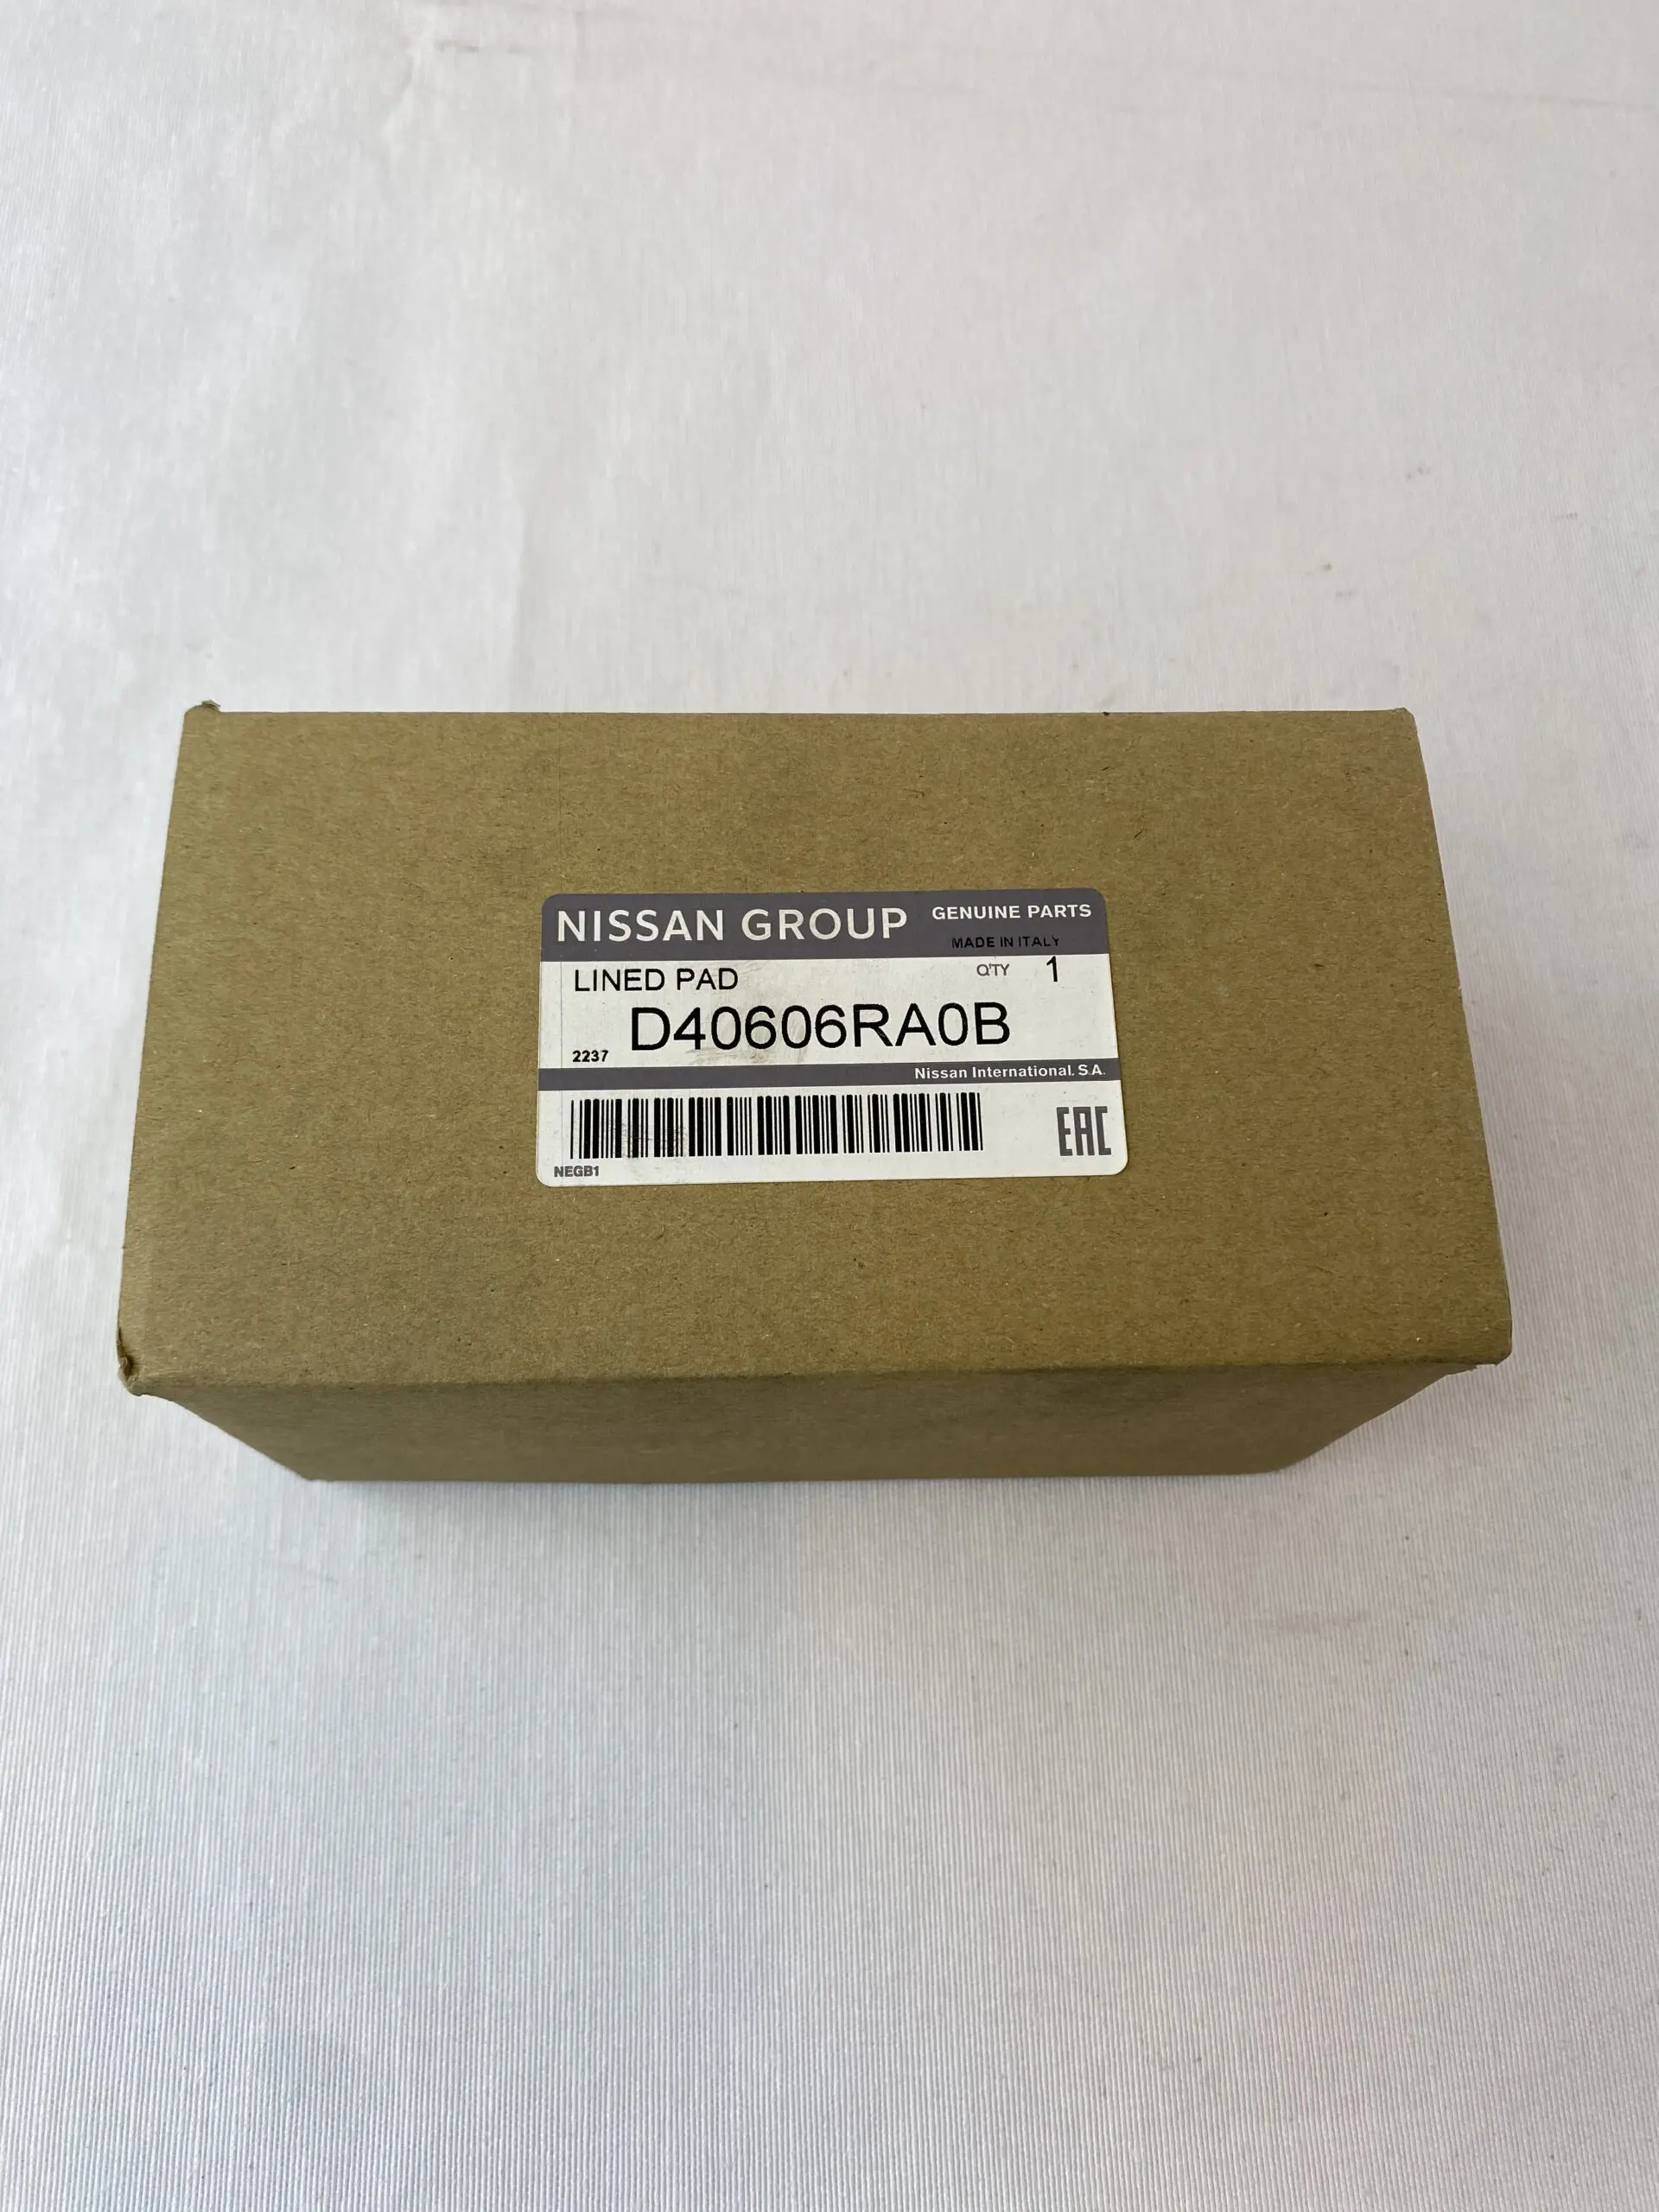 NISSAN GROUP GENUINE PARTS
MADE IN ITALY
LINED PAD Q'TY 1
D40606RA0B
2237
Nissan International. S.A.
EAC
NEGB1